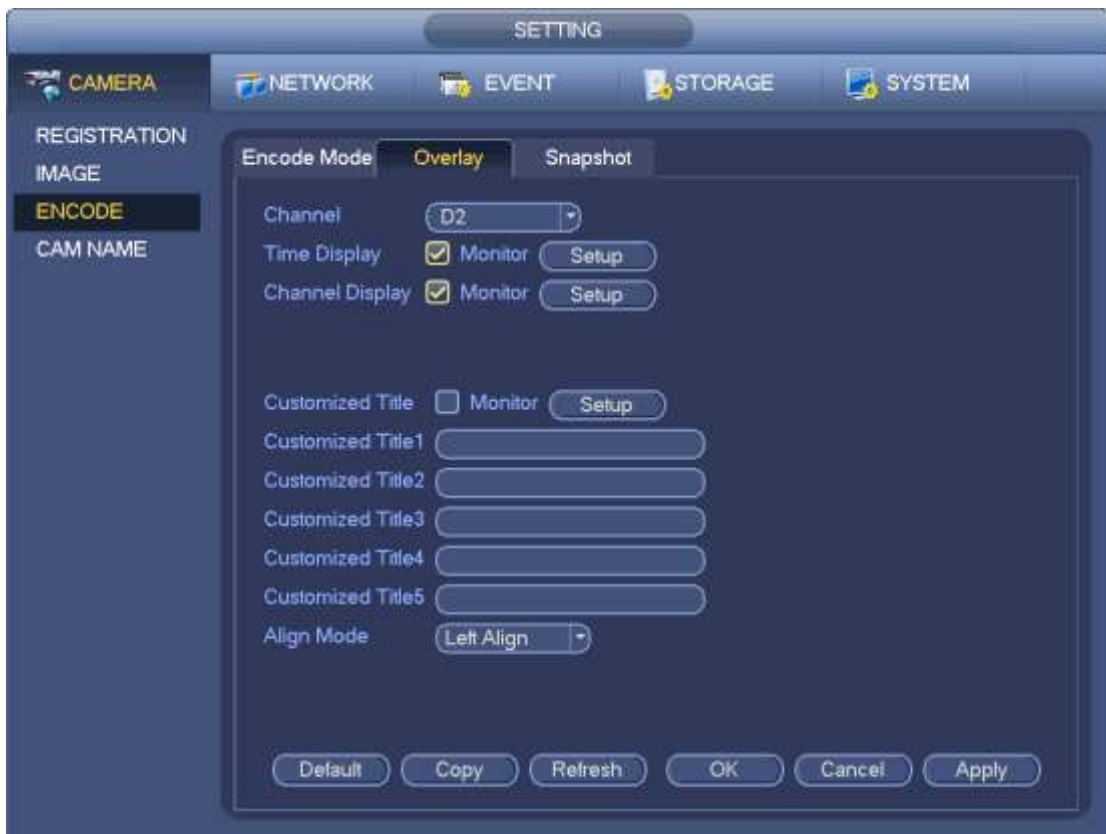 SETTING
CAMERA NETWORK EVENT STORAGE SYSTEM
REGISTRATION
IMAGE
ENCODE
CAM NAME
Encode Mode Overlay Snapshot
Channel D2
Time Display Monitor Setup
Channel Display Monitor Setup
Customized Title Monitor Setup
Customized Title1
Customized Title2
Customized Title3
Customized Title4
Customized Title5
Align Mode Left Align
Default Copy Refresh OK Cancel Apply